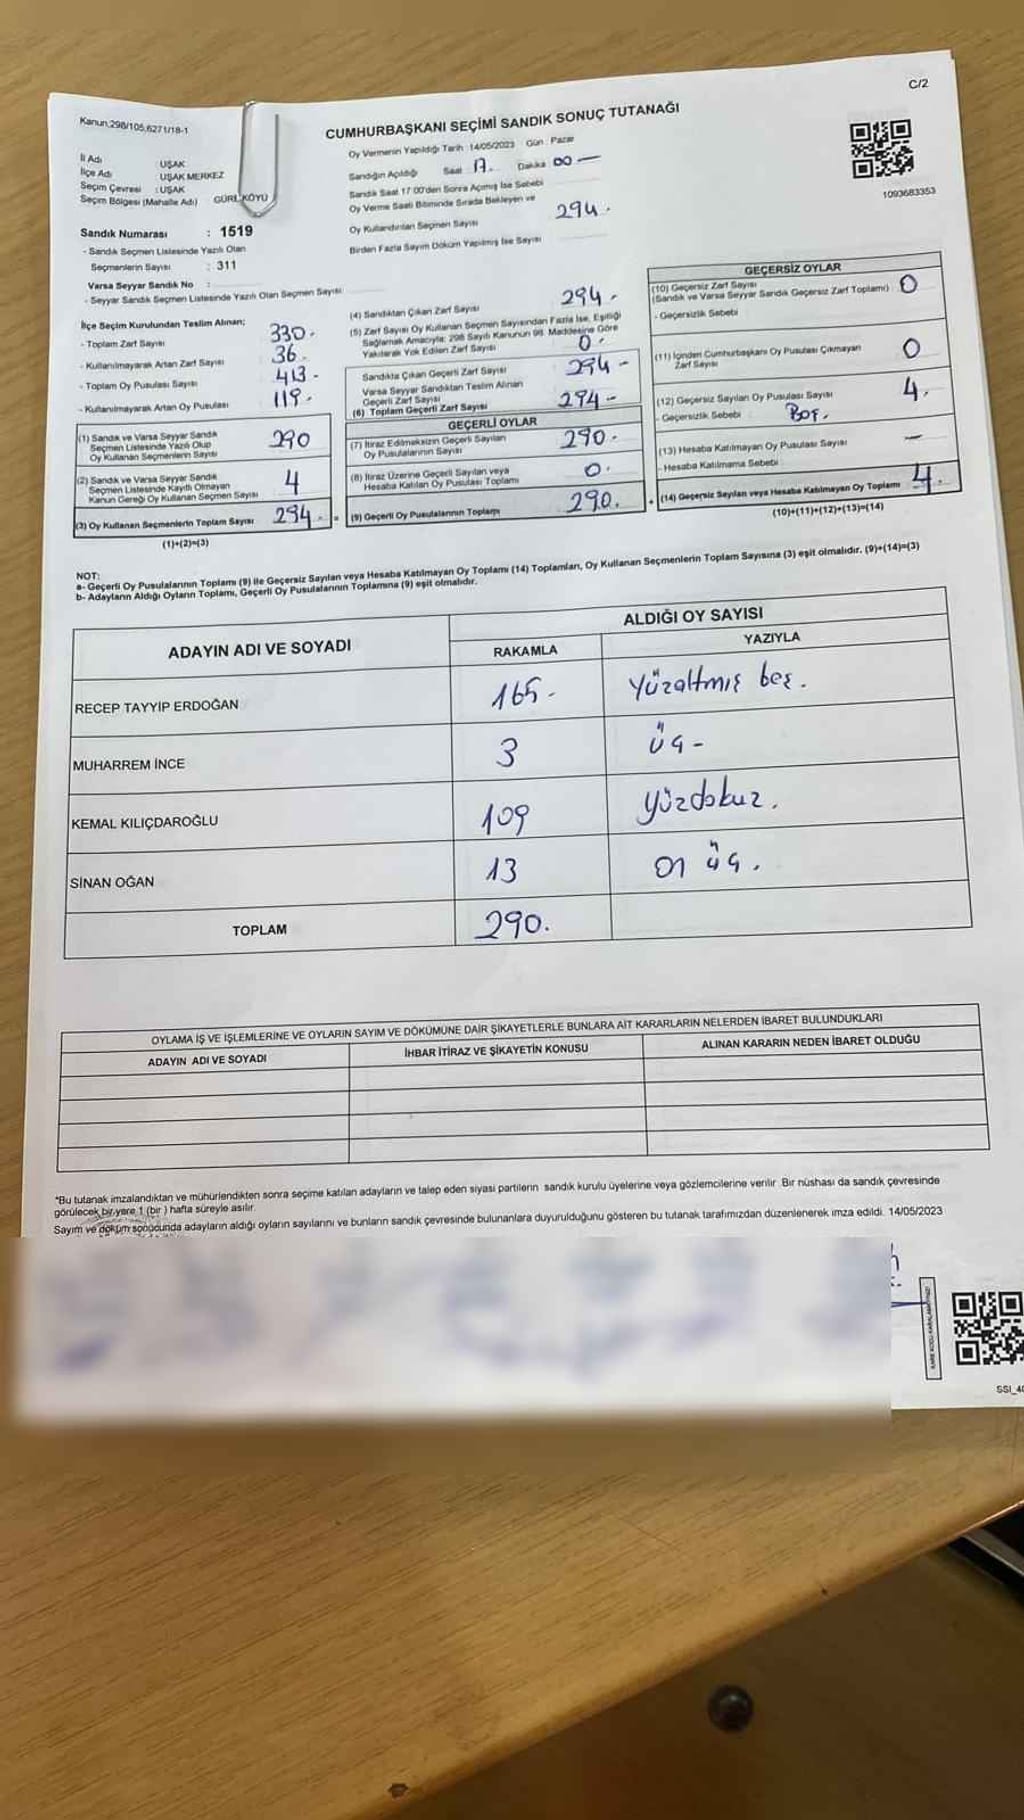 C/2
Kanun:298/105,6271/18-1
CUMHURBAŞKANI SEÇİMİ SANDIK SONUÇ TUTANAĞI
1093683353
İl Adı : UŞAK
İlçe Adı : UŞAK MERKEZ
Seçim Çevresi : UŞAK
Seçim Bölgesi (Mahalle Adı) GÜRE KÖYÜ
Sandık Numarası : 1519
- Sandık Seçmen Listesinde Yazılı Olan
Seçmenlerin Sayısı : 311
Varsa Seyyar Sandık No :
- Seyyar Sandık Seçmen Listesinde Yazılı Olan Seçmen Sayısı
Oy Vermenin Yapıldığı Tarih 14/05/2023 Gün : Pazar
Sandığın Açıldığı Saat 17. Dakika 00 —
Sandık Saat 17:00'den Sonra Açımış İse Sebebi
Oy Verme Saati Bitiminde Sırada Bekleyen ve
Oy Kullandırılan Seçmen Sayısı 294.
Birden Fazla Sayım Döküm Yapılmış İse Sayısı
İlçe Seçim Kurulundan Teslim Alınan;
- Toplam Zarf Sayısı 330.
- Kullanılmayarak Artan Zarf Sayısı 36.
- Toplam Oy Pusulası Sayısı 413.
- Kullanılmayarak Artan Oy Pusulası 119.
(1) Sandık ve Varsa Seyyar Sandık
Seçmen Listesinde Yazılı Olup
Oy Kullanan Seçmenlerin Sayısı 290
(2) Sandık ve Varsa Seyyar Sandık
Seçmen Listesinde Kayıtlı Olmayan
Kanun Gereği Oy Kullanan Seçmen Sayısı 4
(3) Oy Kullanan Seçmenlerin Toplam Sayısı 294.
(1)+(2)=(3)
(4) Sandıktan Çıkan Zarf Sayısı 294.
(5) Zarf Sayısı Oy Kullanan Seçmen Sayısından Fazla İse, Eşitliği
Sağlamak Amacıyla; 298 Sayılı Kanunun 98. Maddesine Göre
Yakılarak Yok Edilen Zarf Sayısı 0.
Sandıkta Çıkan Geçerli Zarf Sayısı 294-
Varsa Seyyar Sandıktan Teslim Alınan
Geçerli Zarf Sayısı
(6) Toplam Geçerli Zarf Sayısı 294-
GEÇERLİ OYLAR
(7) İtiraz Edilmeksizin Geçerli Sayılan
Oy Pusulalarının Sayısı 290.
(8) İtiraz Üzerine Geçerli Sayılan veya
Hesaba Katılan Oy Pusulası Toplamı 0.
= (9) Geçerli Oy Pusulalarının Toplamı 290.
GEÇERSİZ OYLAR
(10) Geçersiz Zarf Sayısı
(Sandık ve Varsa Seyyar Sandık Geçersiz Zarf Toplamı) 0
- Geçersizlik Sebebi
(11) İçinden Cumhurbaşkanı Oy Pusulası Çıkmayan
Zarf Sayısı 0
(12) Geçersiz Sayılan Oy Pusulası Sayısı 4.
- Geçersizlik Sebebi Boş.
(13) Hesaba Katılmayan Oy Pusulası Sayısı —
- Hesaba Katılmama Sebebi
+ (14) Geçersiz Sayılan veya Hesaba Katılmayan Oy Toplamı 4.
(10)+(11)+(12)+(13)=(14)
NOT:
a- Geçerli Oy Pusulalarının Toplamı (9) ile Geçersiz Sayılan veya Hesaba Katılmayan Oy Toplamı (14) Toplamları, Oy Kullanan Seçmenlerin Toplam Sayısına (3) eşit olmalıdır. (9)+(14)=(3)
b- Adayların Aldığı Oyların Toplamı, Geçerli Oy Pusulalarının Toplamına (9) eşit olmalıdır.
ADAYIN ADI VE SOYADI ALDIĞI OY SAYISI
RAKAMLA YAZIYLA
RECEP TAYYİP ERDOĞAN 165- Yüzaltmış beş.
MUHARREM İNCE 3 üç-
KEMAL KILIÇDAROĞLU 109 yüzdokuz.
SİNAN OĞAN 13 on üç.
TOPLAM 290.
OYLAMA İŞ VE İŞLEMLERİNE VE OYLARIN SAYIM VE DÖKÜMÜNE DAİR ŞİKAYETLERLE BUNLARA AİT KARARLARIN NELERDEN İBARET BULUNDUKLARI
ADAYIN ADI VE SOYADI İHBAR İTİRAZ VE ŞİKAYETİN KONUSU ALINAN KARARIN NEDEN İBARET OLDUĞU
*Bu tutanak imzalandıktan ve mühürlendikten sonra seçime katılan adayların ve talep eden siyasi partilerin sandık kurulu üyelerine veya gözlemcilerine verilir. Bir nüshası da sandık çevresinde
görülecek bir yere 1 (bir ) hafta süreyle asılır.
Sayım ve döküm sonucunda adayların aldığı oyların sayılarını ve bunların sandık çevresinde bulunanlara duyurulduğunu gösteren bu tutanak tarafımızdan düzenlenerek imza edildi. 14/05/2023